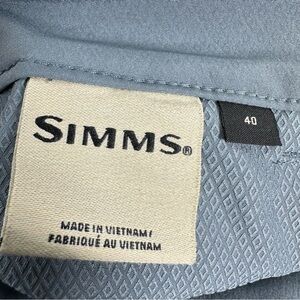 SIMMS®
40
MADE IN VIETNAM/
FABRIQUÉ AU VIETNAM